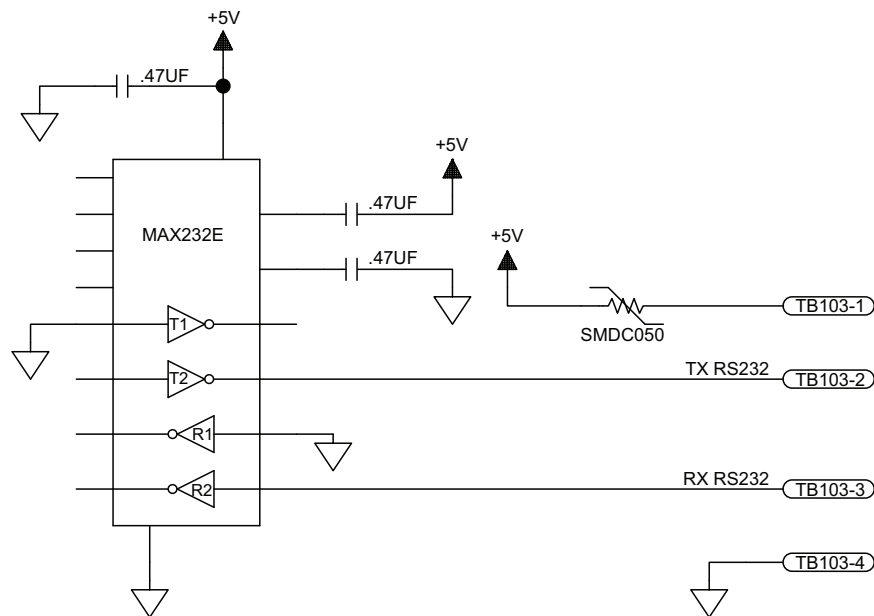 +5V
.47UF
+5V
.47UF
MAX232E
+5V
.47UF
T1
TB103-1
SMDC050
T2
TX RS232
TB103-2
R1
R2
RX RS232
TB103-3
TB103-4